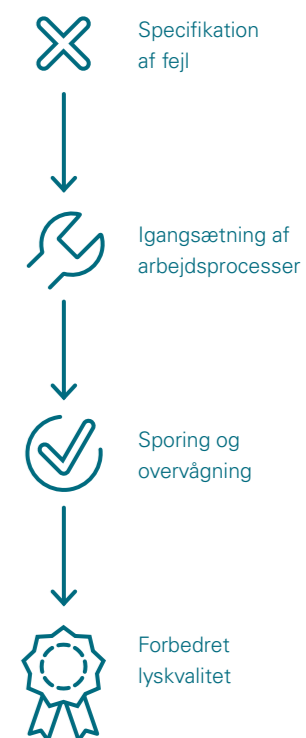 Specifikation
af fejl
Igangsætning af
arbejdsprocesser
Sporing og
overvågning
Forbedret
lyskvalitet